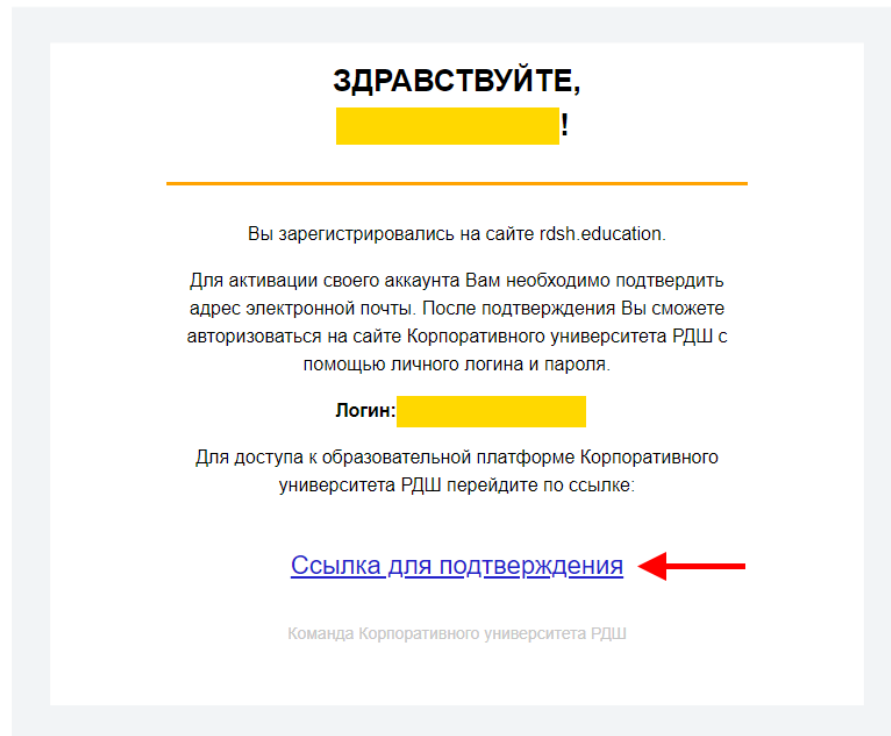 ЗДРАВСТВУЙТЕ,
!
Вы зарегистрировались на сайте rdsh.education.
Для активации своего аккаунта Вам необходимо подтвердить
адрес электронной почты. После подтверждения Вы сможете
авторизоваться на сайте Корпоративного университета РДШ с
помощью личного логина и пароля.
Логин:
Для доступа к образовательной платформе Корпоративного
университета РДШ перейдите по ссылке:
Ссылка для подтверждения
Команда Корпоративного университета РДШ